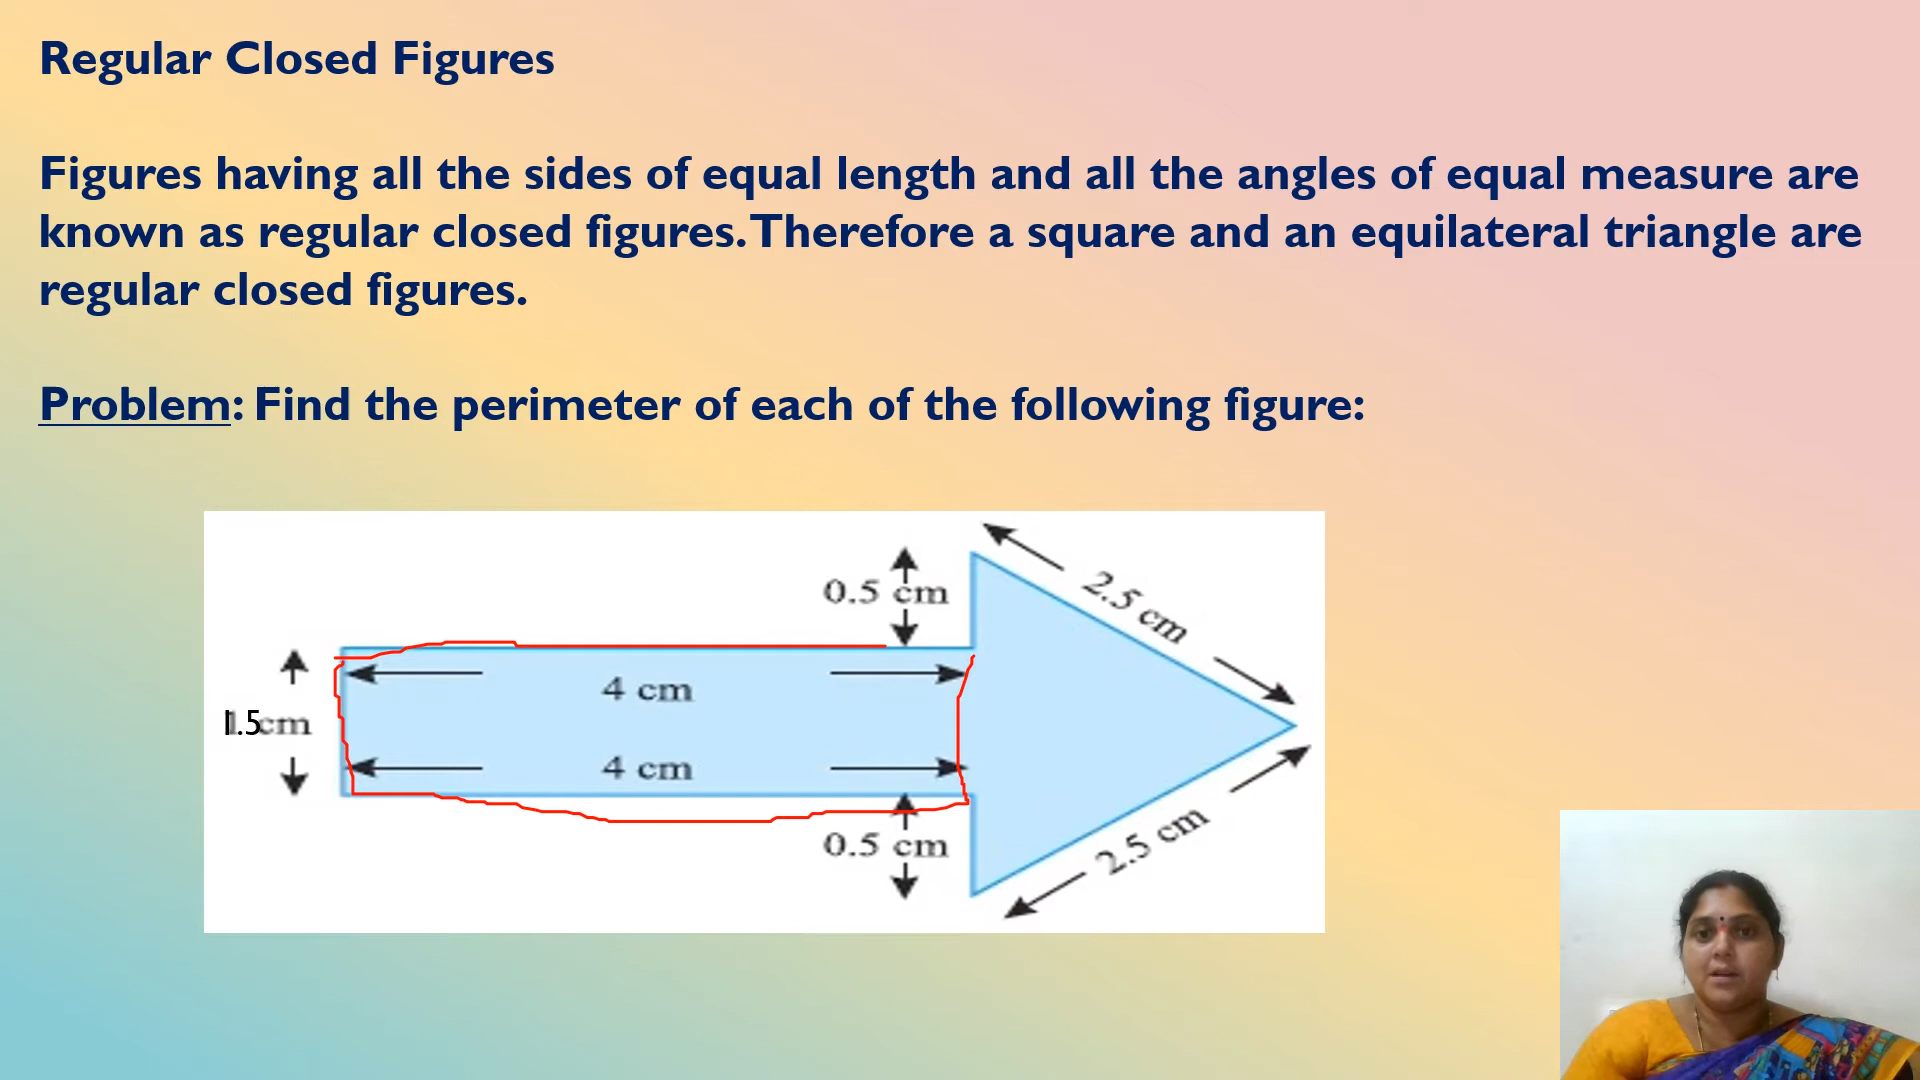 Regular Closed Figures
Figures having all the sides of equal length and all the angles of equal measure are
known as regular closed figures. Therefore a square and an equilateral triangle are
regular closed figures.
Problem: Find the perimeter of each of the following figure:
0.5 cm
2.5 cm
4 cm
1.5 cm
4 cm
0.5 cm
2.5 cm